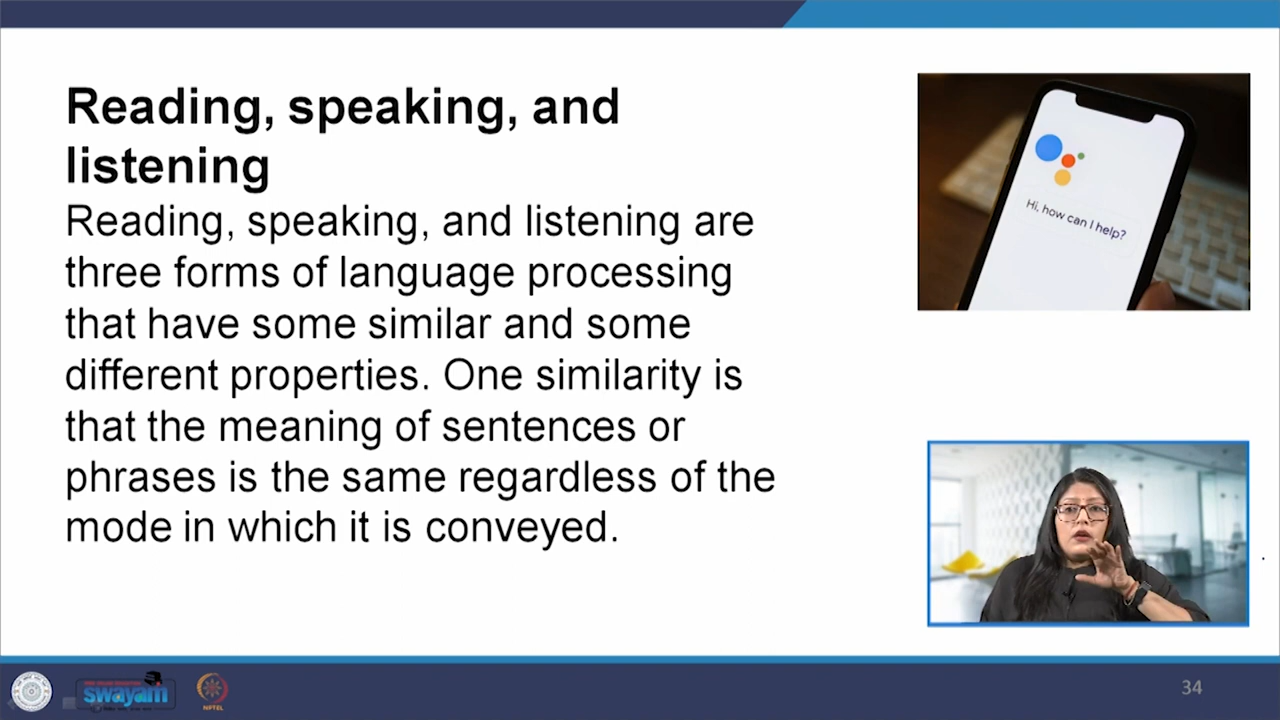 Reading, speaking, and
listening
Reading, speaking, and listening are
three forms of language processing
that have some similar and some
different properties. One similarity is
that the meaning of sentences or
phrases is the same regardless of the
mode in which it is conveyed.
Hi, how can I help?
swayam
NPTEL
34